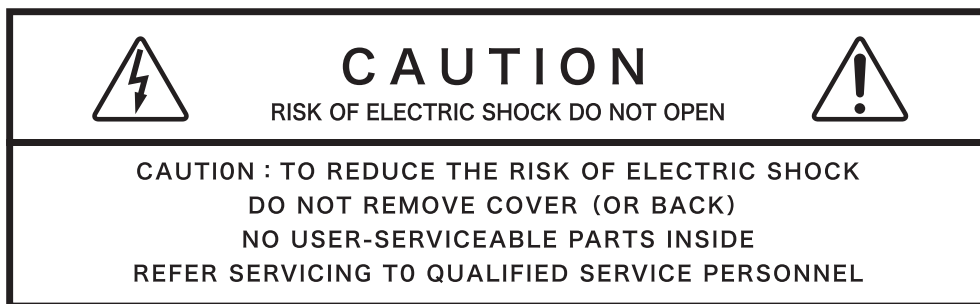 CAUTION
RISK OF ELECTRIC SHOCK DO NOT OPEN
CAUTI0N : TO REDUCE THE RISK OF ELECTRIC SHOCK
DO NOT REMOVE COVER (OR BACK)
NO USER-SERVICEABLE PARTS INSIDE
REFER SERVICING T0 QUALIFIED SERVICE PERSONNEL